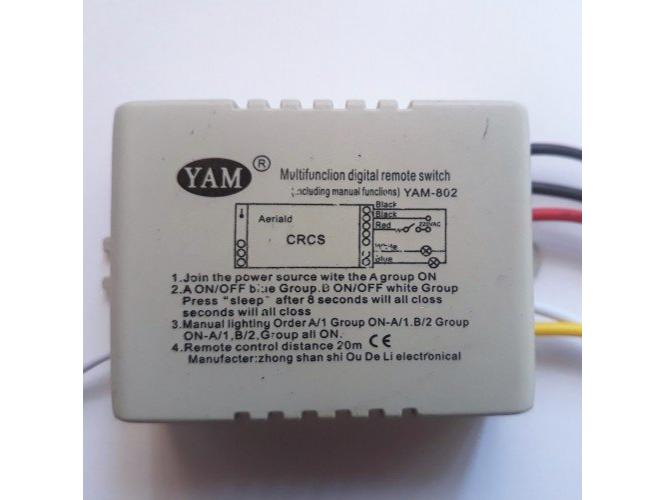 YAM ®
Multifunclion digital remote switch
(including manual functions) YAM-802
Black
Black
Aeriald
Red
220VAC
CRCS
White
blue
1.Join the power source wite the A group ON
2.A ON/OFF blue Group.B ON/OFF white Group
Press "sleep" after 8 seconds will all closs
seconds will all closs
3.Manual lighting Order A/1 Group ON-A/1.B/2 Group
ON-A/1,B/2,Group all ON.
4.Remote control distance 20m CE
Manufacter:zhong shan shi Ou De Li electronical